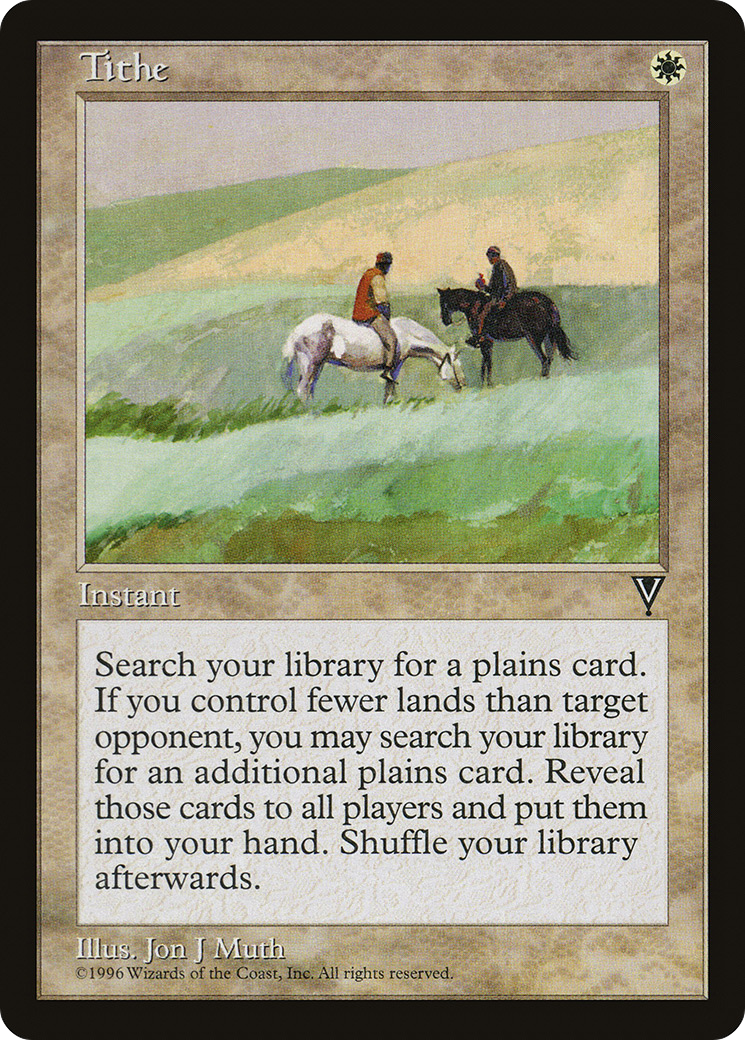 Tithe
Instant
V
Search your library for a plains card.
If you control fewer lands than target
opponent, you may search your library
for an additional plains card. Reveal
those cards to all players and put them
into your hand. Shuffle your library
afterwards.
Illus. Jon J Muth
©1996 Wizards of the Coast, Inc. All rights reserved.